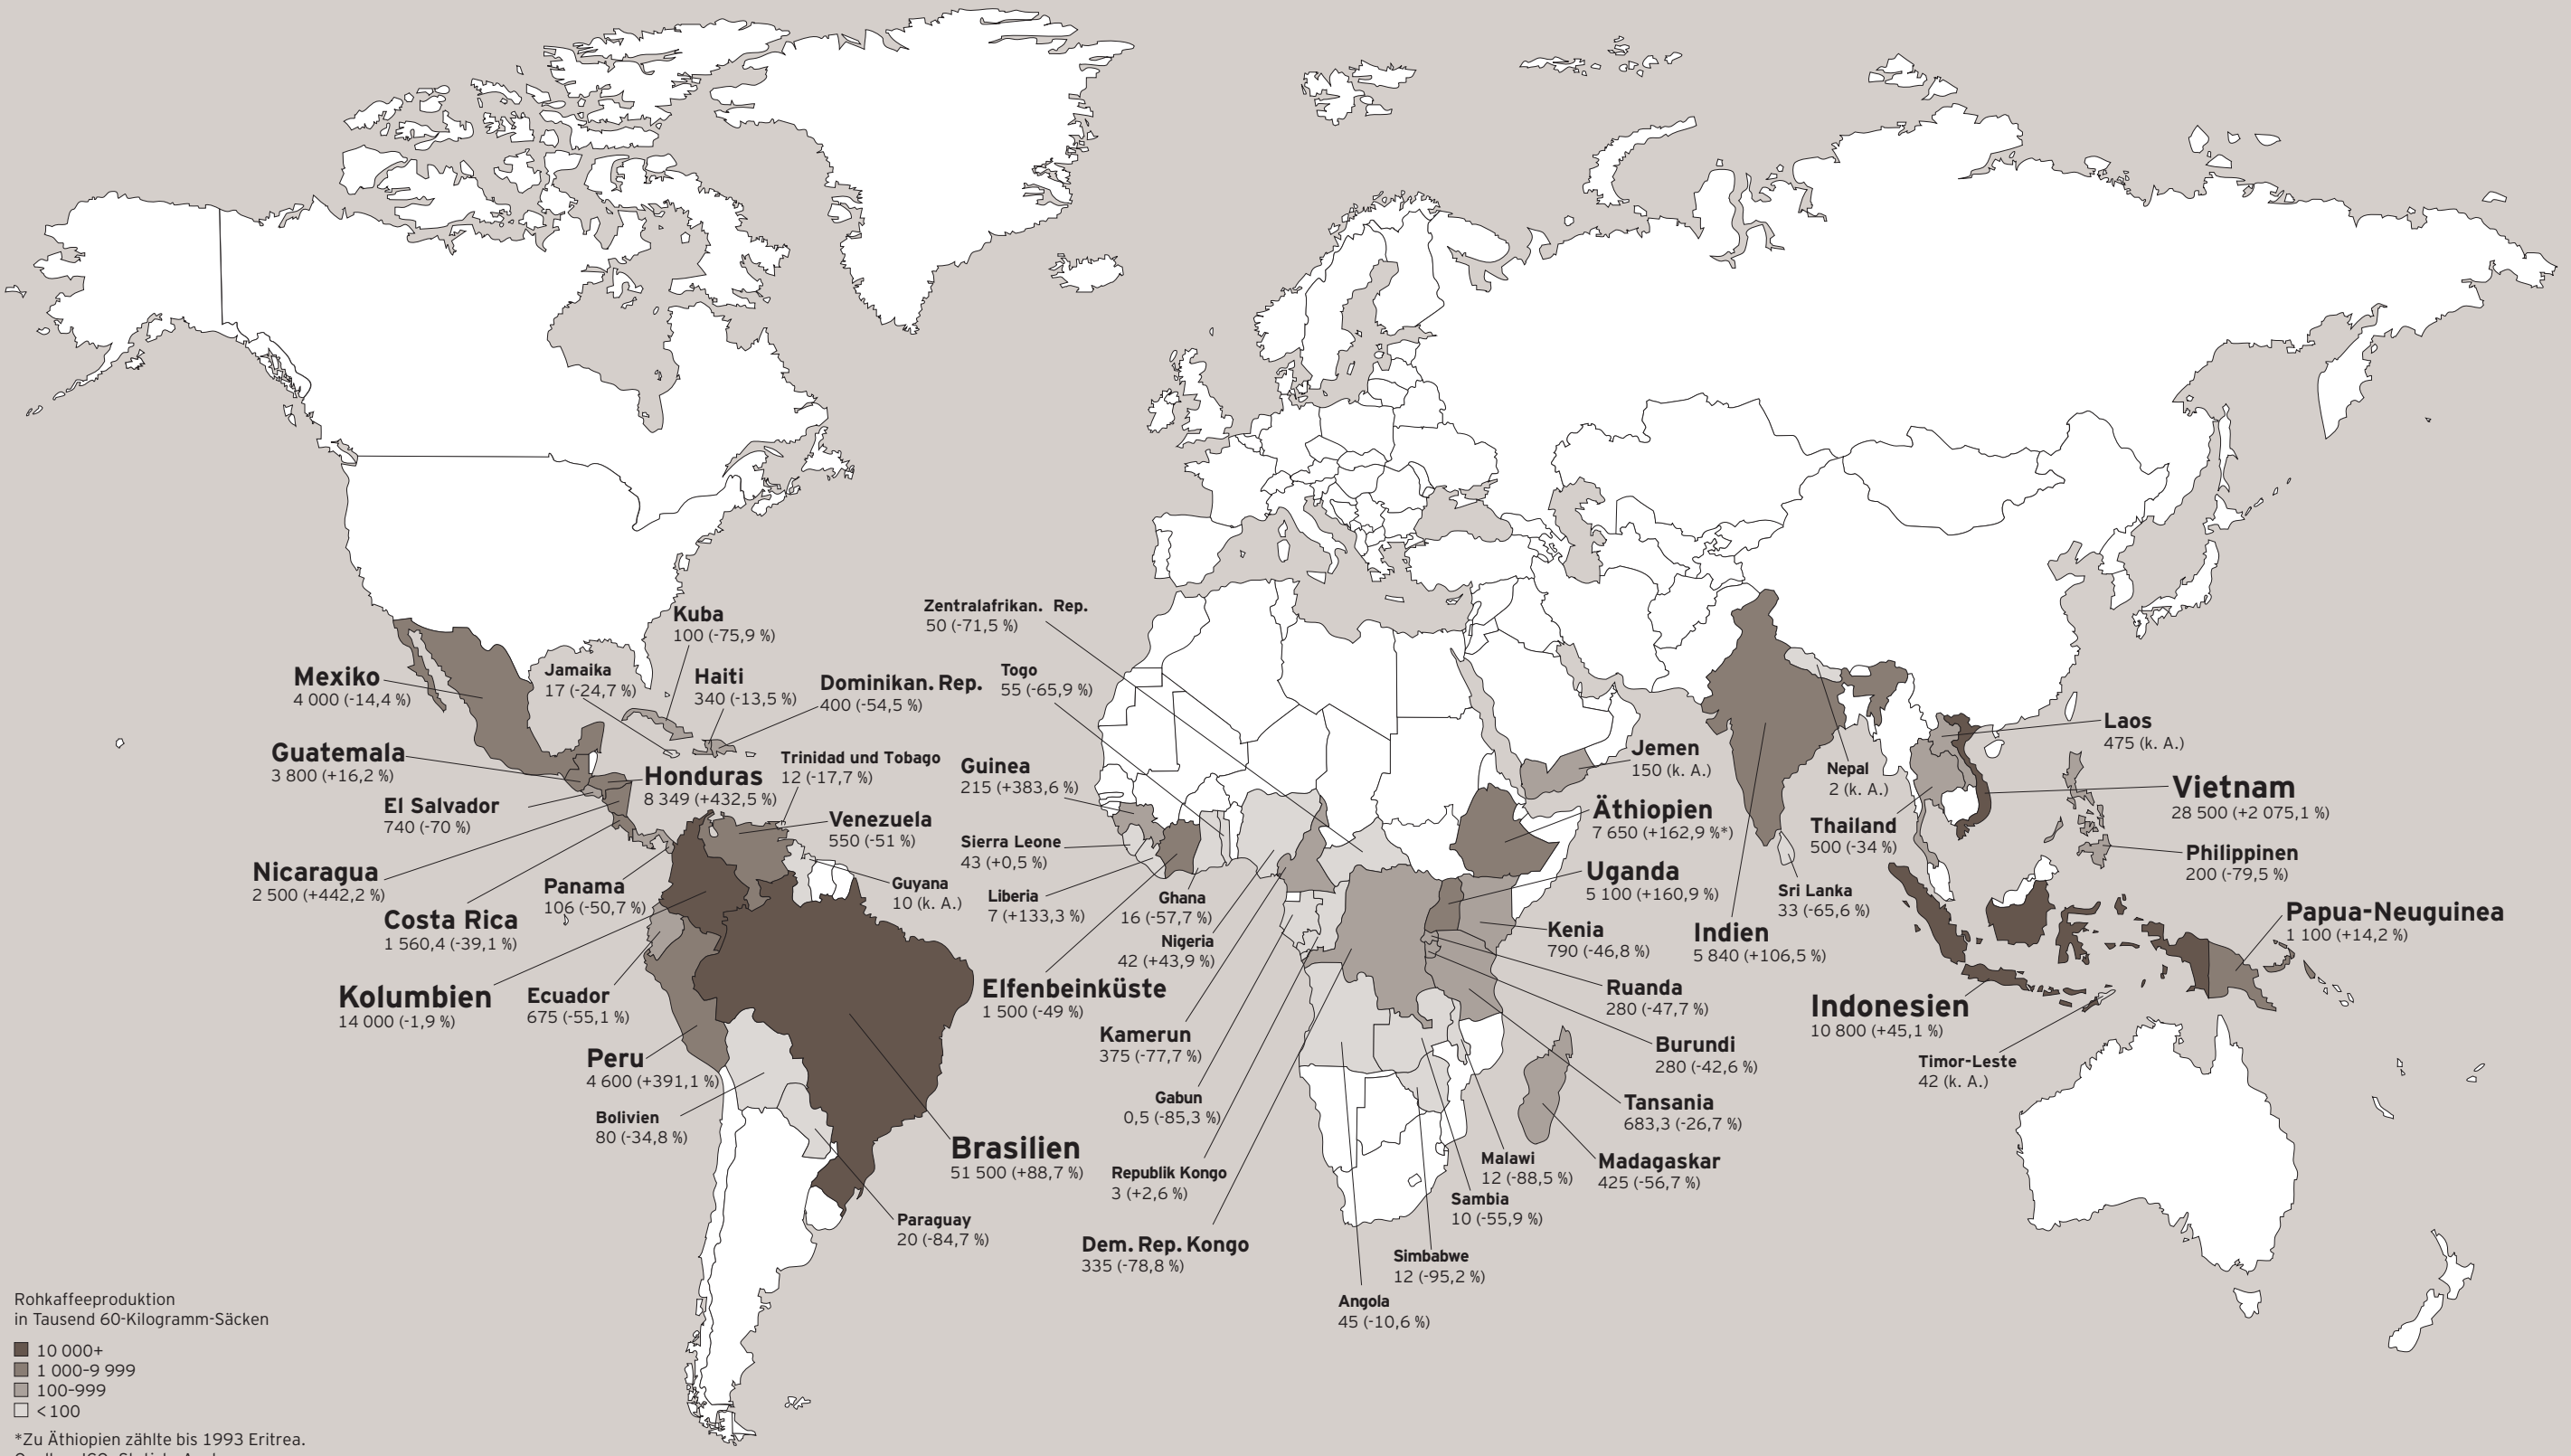 Kuba
100 (-75,9 %)
Zentralafrikan. Rep.
50 (-71,5 %)
Mexiko
4 000 (-14,4 %)
Jamaika
17 (-24,7 %)
Haiti
340 (-13,5 %)
Dominikan. Rep.
400 (-54,5 %)
Togo
55 (-65,9 %)
Guatemala
3 800 (+16,2 %)
Honduras
8 349 (+432,5 %)
Trinidad und Tobago
12 (-17,7 %)
Guinea
215 (+383,6 %)
El Salvador
740 (-70 %)
Venezuela
550 (-51 %)
Sierra Leone
43 (+0,5 %)
Nicaragua
2 500 (+442,2 %)
Panama
106 (-50,7 %)
Guyana
10 (k. A.)
Liberia
7 (+133,3 %)
Ghana
16 (-57,7 %)
Costa Rica
1 560,4 (-39,1 %)
Nigeria
42 (+43,9 %)
Kolumbien
14 000 (-1,9 %)
Ecuador
675 (-55,1 %)
Elfenbeinküste
1 500 (-49 %)
Peru
4 600 (+391,1 %)
Kamerun
375 (-77,7 %)
Bolivien
80 (-34,8 %)
Gabun
0,5 (-85,3 %)
Brasilien
51 500 (+88,7 %)
Republik Kongo
3 (+2,6 %)
Paraguay
20 (-84,7 %)
Dem. Rep. Kongo
335 (-78,8 %)
Angola
45 (-10,6 %)
Simbabwe
12 (-95,2 %)
Sambia
10 (-55,9 %)
Malawi
12 (-88,5 %)
Madagaskar
425 (-56,7 %)
Tansania
683,3 (-26,7 %)
Burundi
280 (-42,6 %)
Ruanda
280 (-47,7 %)
Kenia
790 (-46,8 %)
Uganda
5 100 (+160,9 %)
Äthiopien
7 650 (+162,9 %*)
Jemen
150 (k. A.)
Indien
5 840 (+106,5 %)
Sri Lanka
33 (-65,6 %)
Nepal
2 (k. A.)
Thailand
500 (-34 %)
Laos
475 (k. A.)
Vietnam
28 500 (+2 075,1 %)
Philippinen
200 (-79,5 %)
Papua-Neuguinea
1 100 (+14,2 %)
Indonesien
10 800 (+45,1 %)
Timor-Leste
42 (k. A.)
Rohkaffeeproduktion
in Tausend 60-Kilogramm-Säcken
10 000+
1 000-9 999
100-999
< 100
*Zu Äthiopien zählte bis 1993 Eritrea.